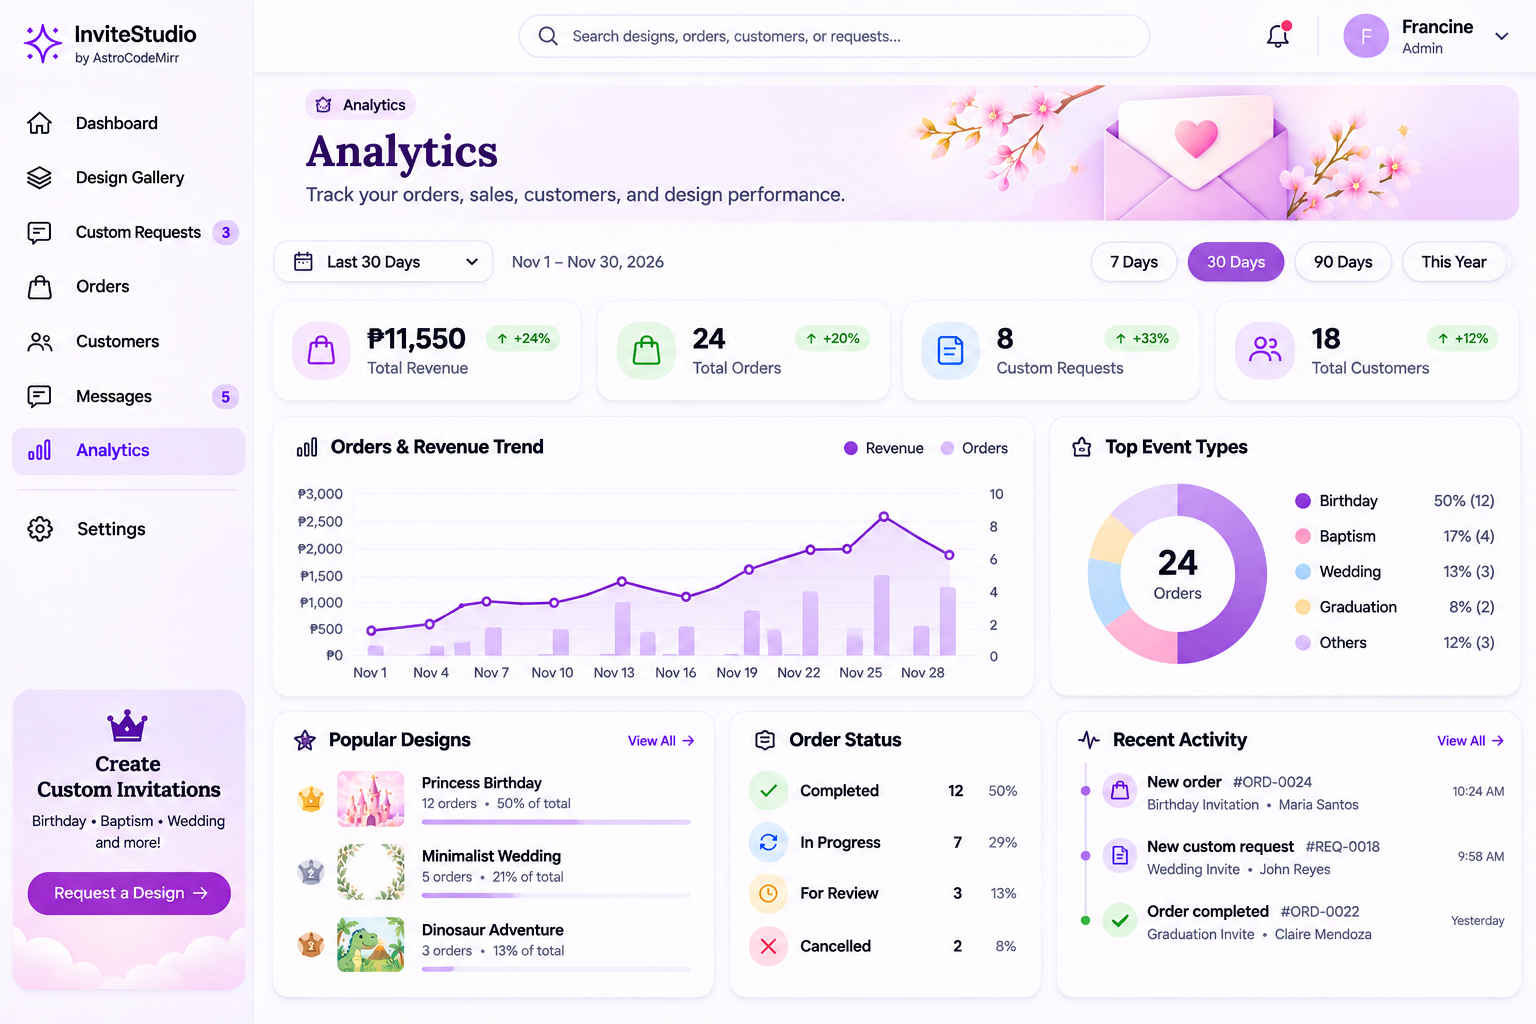 InviteStudio
by AstroCodeMirr
Search designs, orders, customers, or requests...
F
Francine
Admin
Dashboard
Design Gallery
Custom Requests 3
Orders
Customers
Messages 5
Analytics
Settings
Create
Custom Invitations
Birthday • Baptism • Wedding
and more!
Request a Design →
Analytics
Analytics
Track your orders, sales, customers, and design performance.
Last 30 Days
Nov 1 – Nov 30, 2026
7 Days
30 Days
90 Days
This Year
₱11,550
↑ +24%
Total Revenue
24
↑ +20%
Total Orders
8
↑ +33%
Custom Requests
18
↑ +12%
Total Customers
Orders & Revenue Trend
Revenue
Orders
₱3,000
₱2,500
₱2,000
₱1,500
₱1,000
₱500
₱0
10
8
6
4
2
0
Nov 1
Nov 4
Nov 7
Nov 10
Nov 13
Nov 16
Nov 19
Nov 22
Nov 25
Nov 28
Top Event Types
24
Orders
Birthday 50% (12)
Baptism 17% (4)
Wedding 13% (3)
Graduation 8% (2)
Others 12% (3)
Popular Designs
View All →
Princess Birthday
12 orders • 50% of total
2
Minimalist Wedding
5 orders • 21% of total
Dinosaur Adventure
3 orders • 13% of total
Order Status
Completed 12 50%
In Progress 7 29%
For Review 3 13%
Cancelled 2 8%
Recent Activity
View All →
New order #ORD-0024
Birthday Invitation • Maria Santos
10:24 AM
New custom request #REQ-0018
Wedding Invite • John Reyes
9:58 AM
Order completed #ORD-0022
Graduation Invite • Claire Mendoza
Yesterday